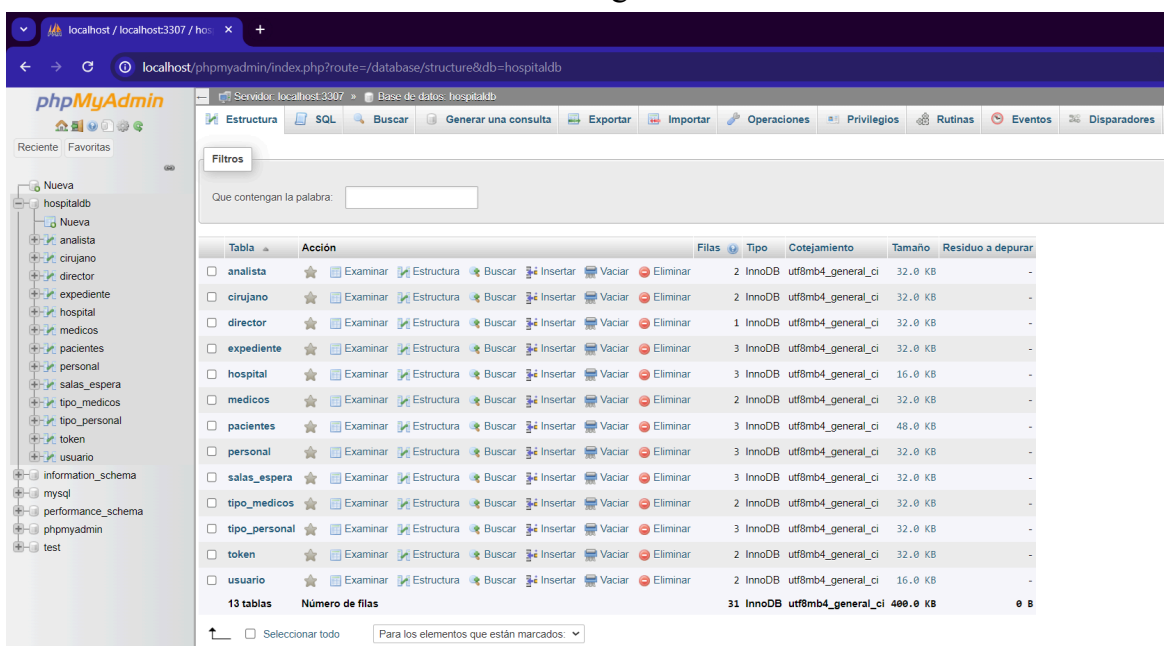 localhost / localhost:3307 / hos
localhost/phpmyadmin/index.php?route=/database/structure&db=hospitaldb
phpMyAdmin
Reciente Favoritas
Nueva
hospitaldb
Nueva
analista
cirujano
director
expediente
hospital
medicos
pacientes
personal
salas_espera
tipo_medicos
tipo_personal
token
usuario
information_schema
mysql
performance_schema
phpmyadmin
test
Servidor: localhost:3307 » Base de datos: hospitaldb
Estructura SQL Buscar Generar una consulta Exportar Importar Operaciones Privilegios Rutinas Eventos Disparadores
Filtros
Que contengan la palabra:
Tabla Acción Filas Tipo Cotejamiento Tamaño Residuo a depurar
analista Examinar Estructura Buscar Insertar Vaciar Eliminar 2 InnoDB utf8mb4_general_ci 32.0 KB -
cirujano Examinar Estructura Buscar Insertar Vaciar Eliminar 2 InnoDB utf8mb4_general_ci 32.0 KB -
director Examinar Estructura Buscar Insertar Vaciar Eliminar 1 InnoDB utf8mb4_general_ci 32.0 KB -
expediente Examinar Estructura Buscar Insertar Vaciar Eliminar 3 InnoDB utf8mb4_general_ci 32.0 KB -
hospital Examinar Estructura Buscar Insertar Vaciar Eliminar 3 InnoDB utf8mb4_general_ci 16.0 KB -
medicos Examinar Estructura Buscar Insertar Vaciar Eliminar 2 InnoDB utf8mb4_general_ci 32.0 KB -
pacientes Examinar Estructura Buscar Insertar Vaciar Eliminar 3 InnoDB utf8mb4_general_ci 48.0 KB -
personal Examinar Estructura Buscar Insertar Vaciar Eliminar 3 InnoDB utf8mb4_general_ci 32.0 KB -
salas_espera Examinar Estructura Buscar Insertar Vaciar Eliminar 3 InnoDB utf8mb4_general_ci 32.0 KB -
tipo_medicos Examinar Estructura Buscar Insertar Vaciar Eliminar 2 InnoDB utf8mb4_general_ci 32.0 KB -
tipo_personal Examinar Estructura Buscar Insertar Vaciar Eliminar 3 InnoDB utf8mb4_general_ci 32.0 KB -
token Examinar Estructura Buscar Insertar Vaciar Eliminar 2 InnoDB utf8mb4_general_ci 32.0 KB -
usuario Examinar Estructura Buscar Insertar Vaciar Eliminar 2 InnoDB utf8mb4_general_ci 16.0 KB -
13 tablas Número de filas 31 InnoDB utf8mb4_general_ci 400.0 KB 0 B
Seleccionar todo Para los elementos que están marcados: